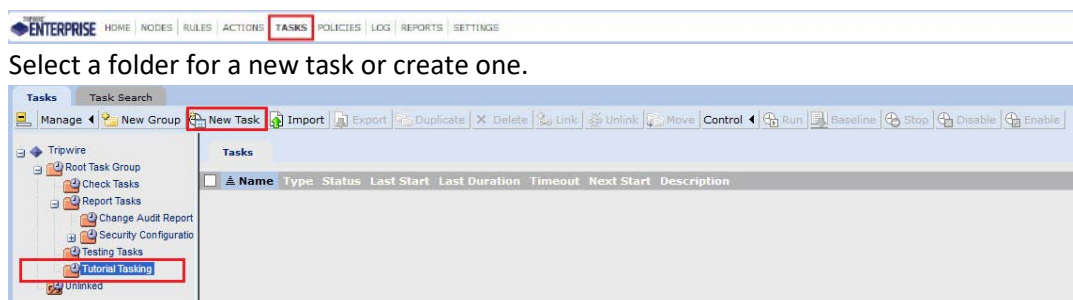 TRIPWIRE ENTERPRISE HOME NODES RULES ACTIONS TASKS POLICIES LOG REPORTS SETTINGS
Select a folder for a new task or create one.
Tasks Task Search
Manage New Group New Task Import Export Duplicate Delete Link Unlink Move Control Run Baseline Stop Disable Enable
Tripwire
Tasks
Root Task Group
Check Tasks
Name Type Status Last Start Last Duration Timeout Next Start Description
Report Tasks
Change Audit Report
Security Configuratio
Testing Tasks
Tutorial Tasking
Unlinked